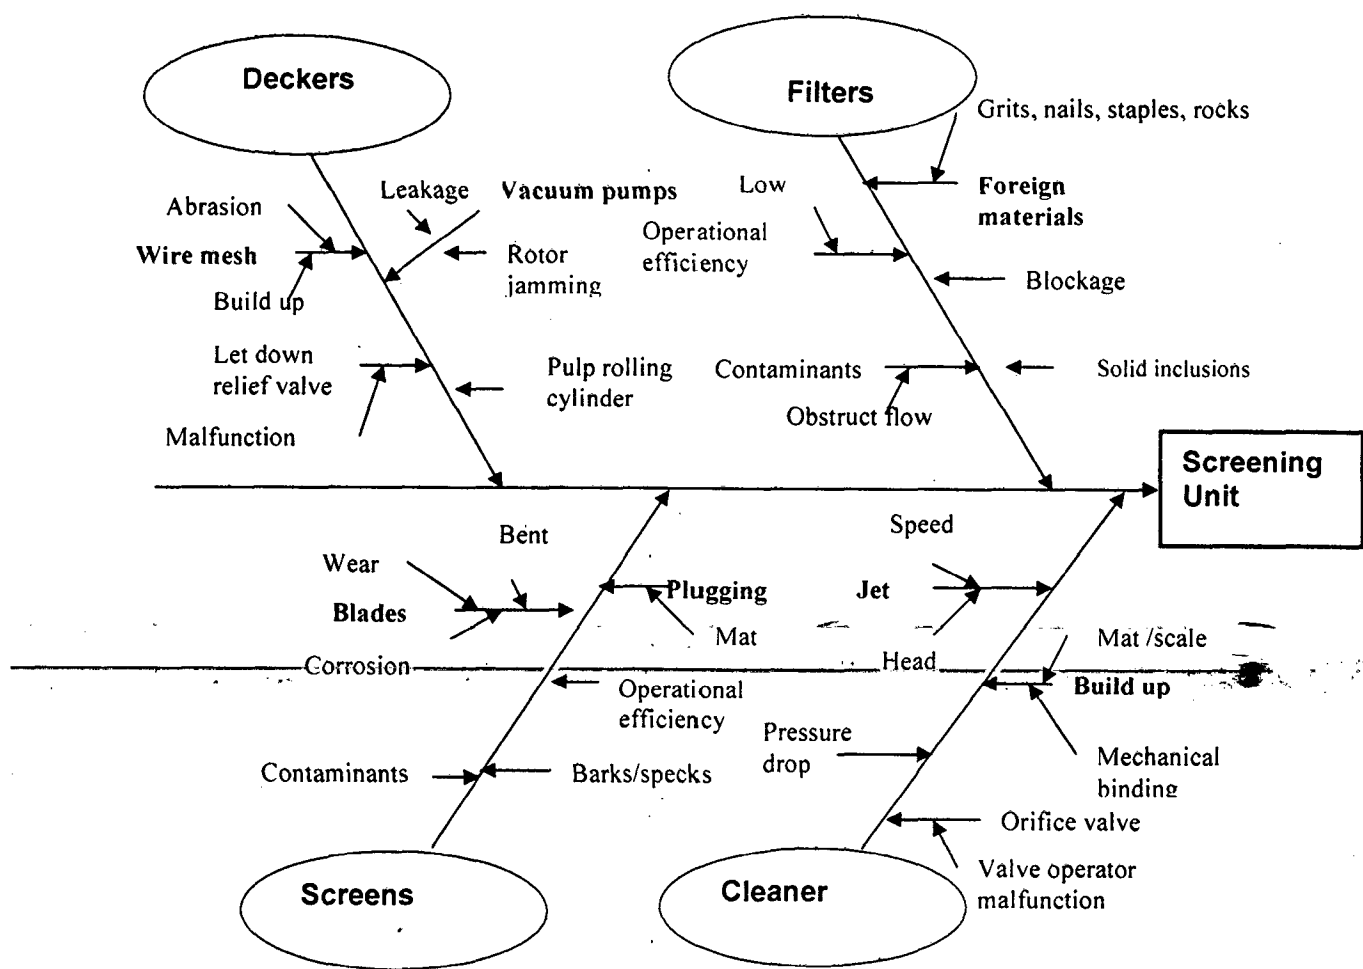 Deckers
Filters
Grits, nails, staples, rocks
Leakage
Vacuum pumps
Low
Foreign
materials
Abrasion
Wire mesh
Rotor
jamming
Operational
efficiency
Blockage
Build up
Let down
relief valve
Pulp rolling
cylinder
Contaminants
Solid inclusions
Malfunction
Obstruct flow
Screening
Unit
Bent
Speed
Wear
Blades
Plugging
Jet
Mat
Mat /scale
Corrosion
Head
Operational
efficiency
Build up
Pressure
drop
Contaminants
Barks/specks
Mechanical
binding
Orifice valve
Valve operator
malfunction
Screens
Cleaner